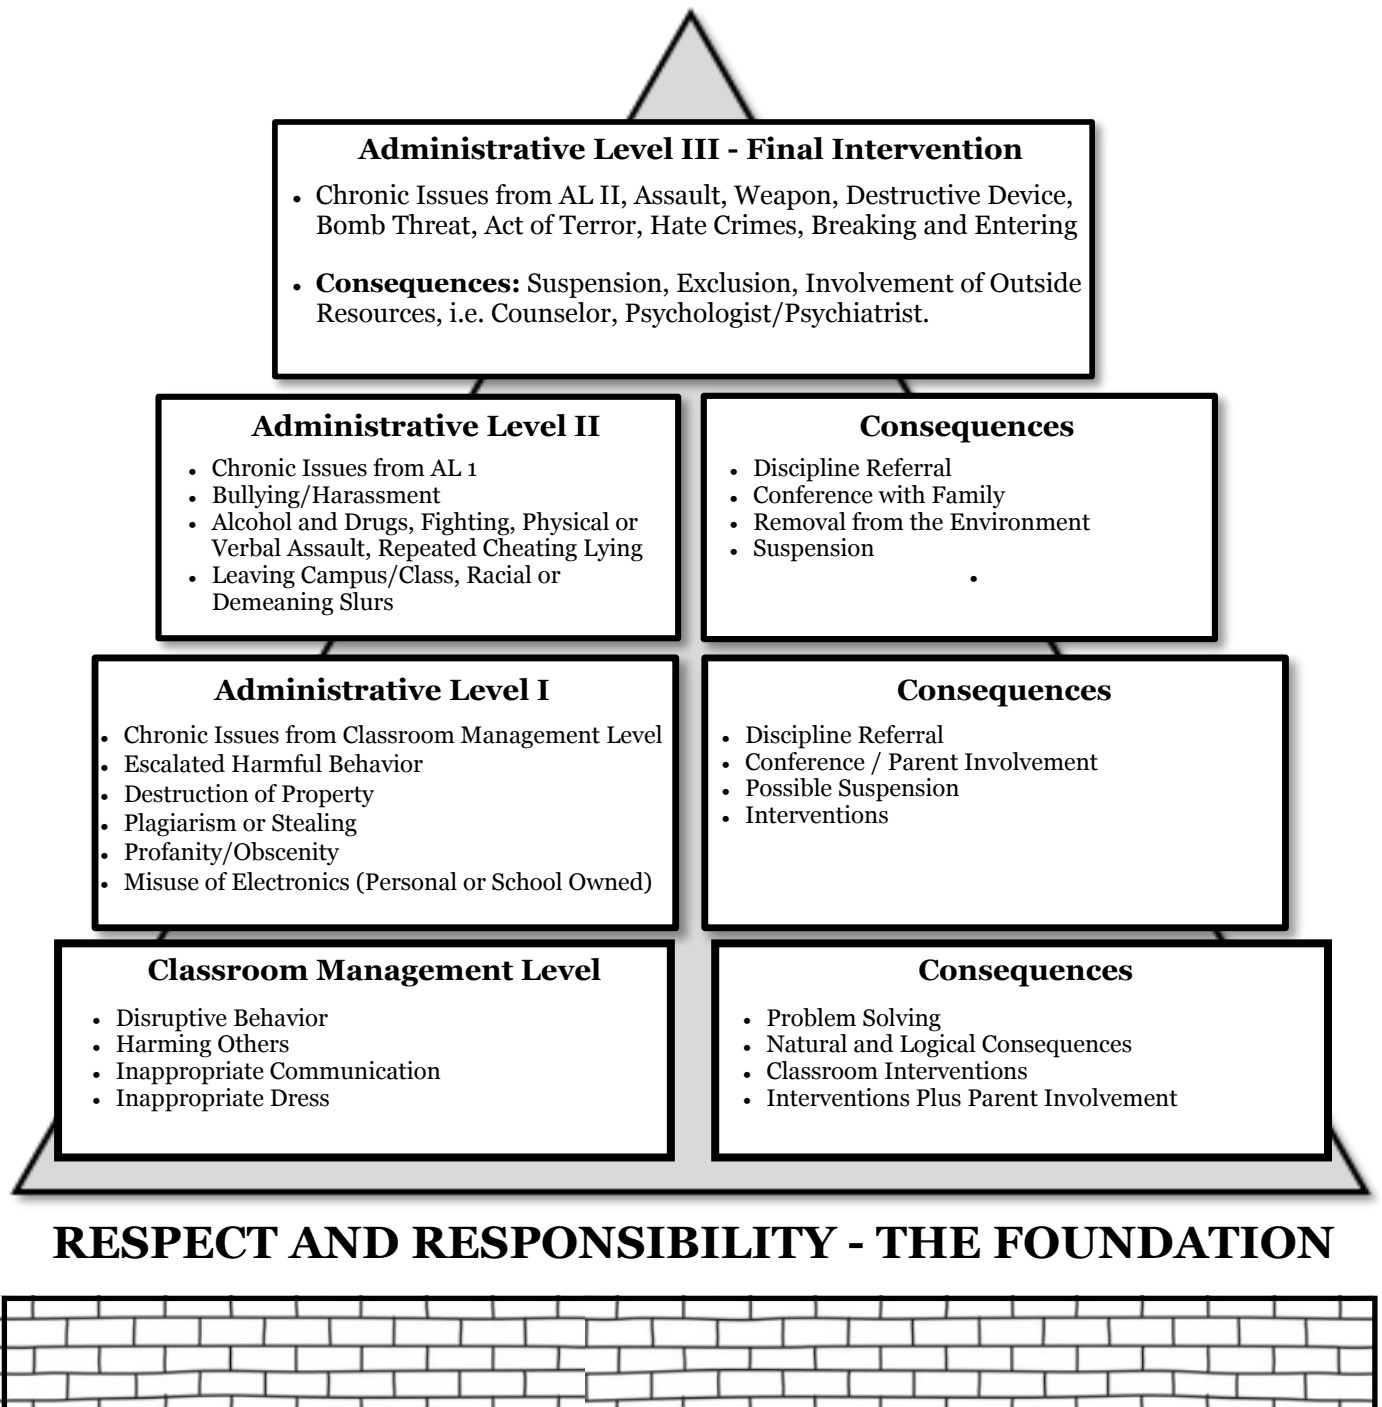 Administrative Level III - Final Intervention
• Chronic Issues from AL II, Assault, Weapon, Destructive Device,
Bomb Threat, Act of Terror, Hate Crimes, Breaking and Entering
• Consequences: Suspension, Exclusion, Involvement of Outside
Resources, i.e. Counselor, Psychologist/Psychiatrist.
Administrative Level II
• Chronic Issues from AL 1
• Bullying/Harassment
• Alcohol and Drugs, Fighting, Physical or
Verbal Assault, Repeated Cheating Lying
• Leaving Campus/Class, Racial or
Demeaning Slurs
Consequences
• Discipline Referral
• Conference with Family
• Removal from the Environment
• Suspension
•
Administrative Level I
• Chronic Issues from Classroom Management Level
• Escalated Harmful Behavior
• Destruction of Property
• Plagiarism or Stealing
• Profanity/Obscenity
• Misuse of Electronics (Personal or School Owned)
Consequences
• Discipline Referral
• Conference / Parent Involvement
• Possible Suspension
• Interventions
Classroom Management Level
• Disruptive Behavior
• Harming Others
• Inappropriate Communication
• Inappropriate Dress
Consequences
• Problem Solving
• Natural and Logical Consequences
• Classroom Interventions
• Interventions Plus Parent Involvement
RESPECT AND RESPONSIBILITY - THE FOUNDATION